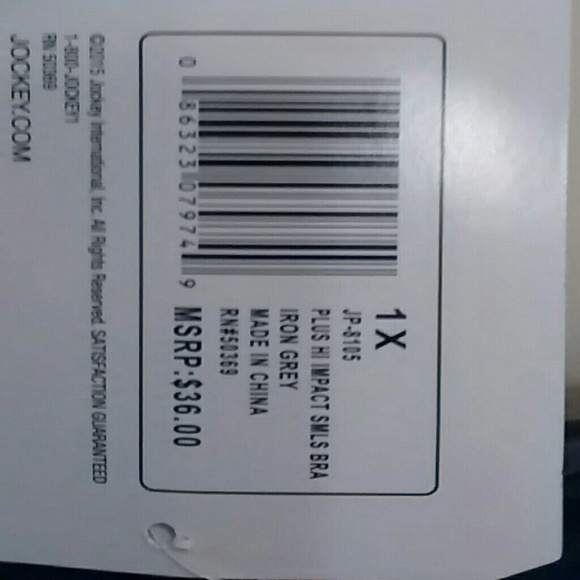 1X
JP-8105
PLUS HI IMPACT SMLS BRA
IRON GREY
MADE IN CHINA
RN#50369
MSRP:$36.00
0 86323 07974 9
©2015 Jockey International, Inc. All Rights Reserved. SATISFACTION GUARANTEED
1-800-JOCKEY1
RN 50369
JOCKEY.COM